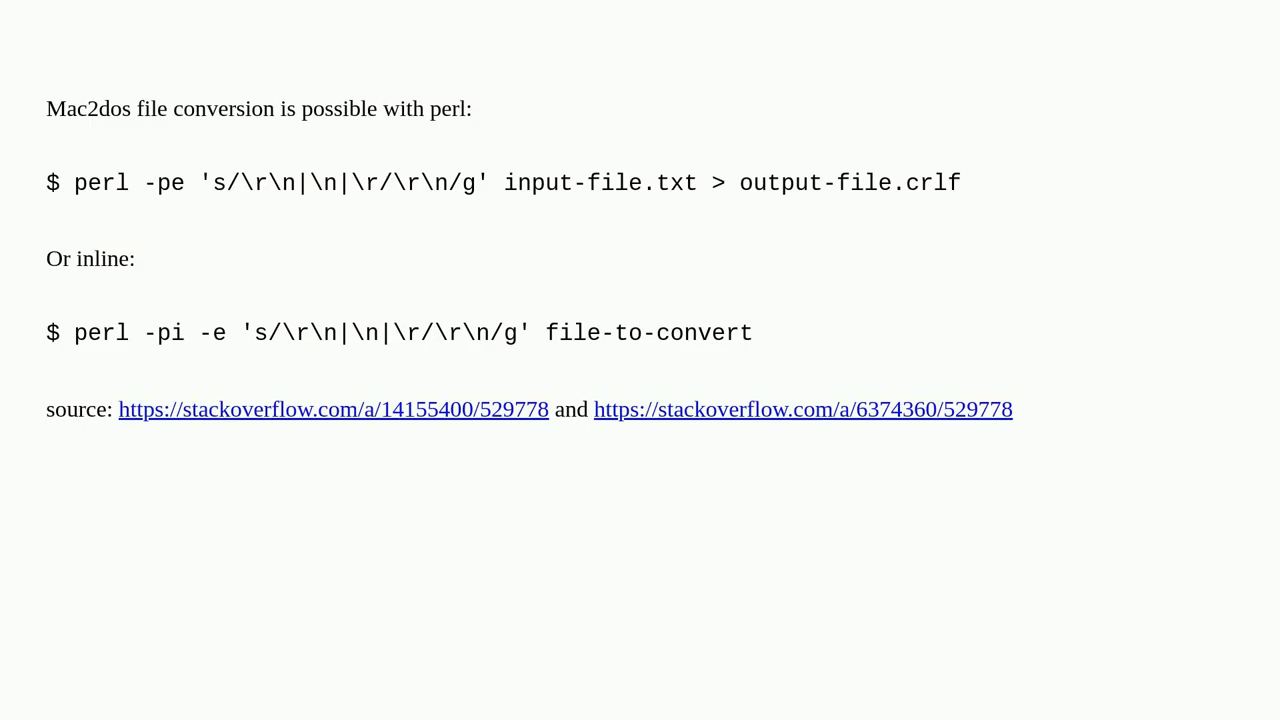 Mac2dos file conversion is possible with perl:
$ perl -pe 's/\r\n|\n|\r/\r\n/g' input-file.txt > output-file.crlf
Or inline:
$ perl -pi -e 's/\r\n|\n|\r/\r\n/g' file-to-convert
source: https://stackoverflow.com/a/14155400/529778 and https://stackoverflow.com/a/6374360/529778